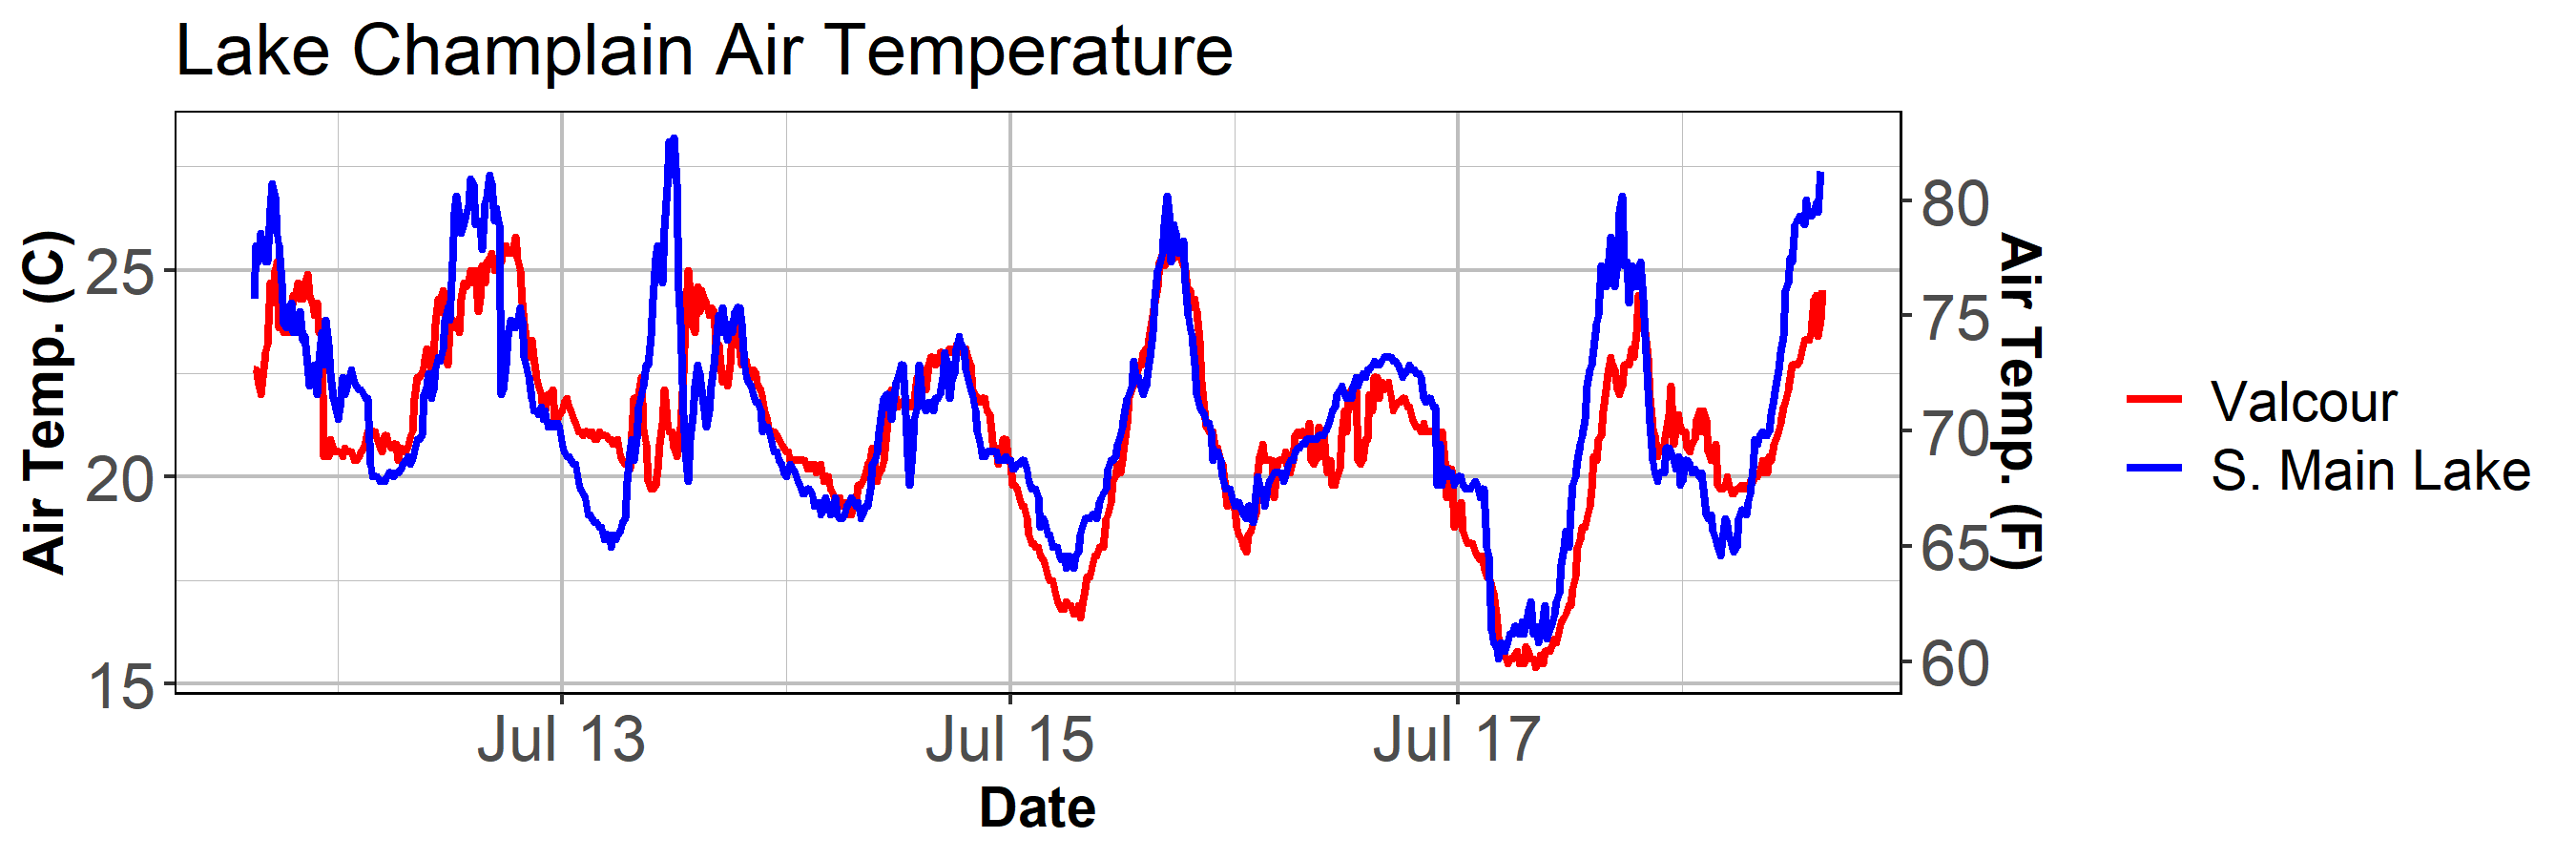 Lake Champlain Air Temperature
Air Temp. (C)
25
20
15
80
75
70
65
60
Air Temp. (F)
Jul 13
Jul 15
Jul 17
Date
Valcour
S. Main Lake